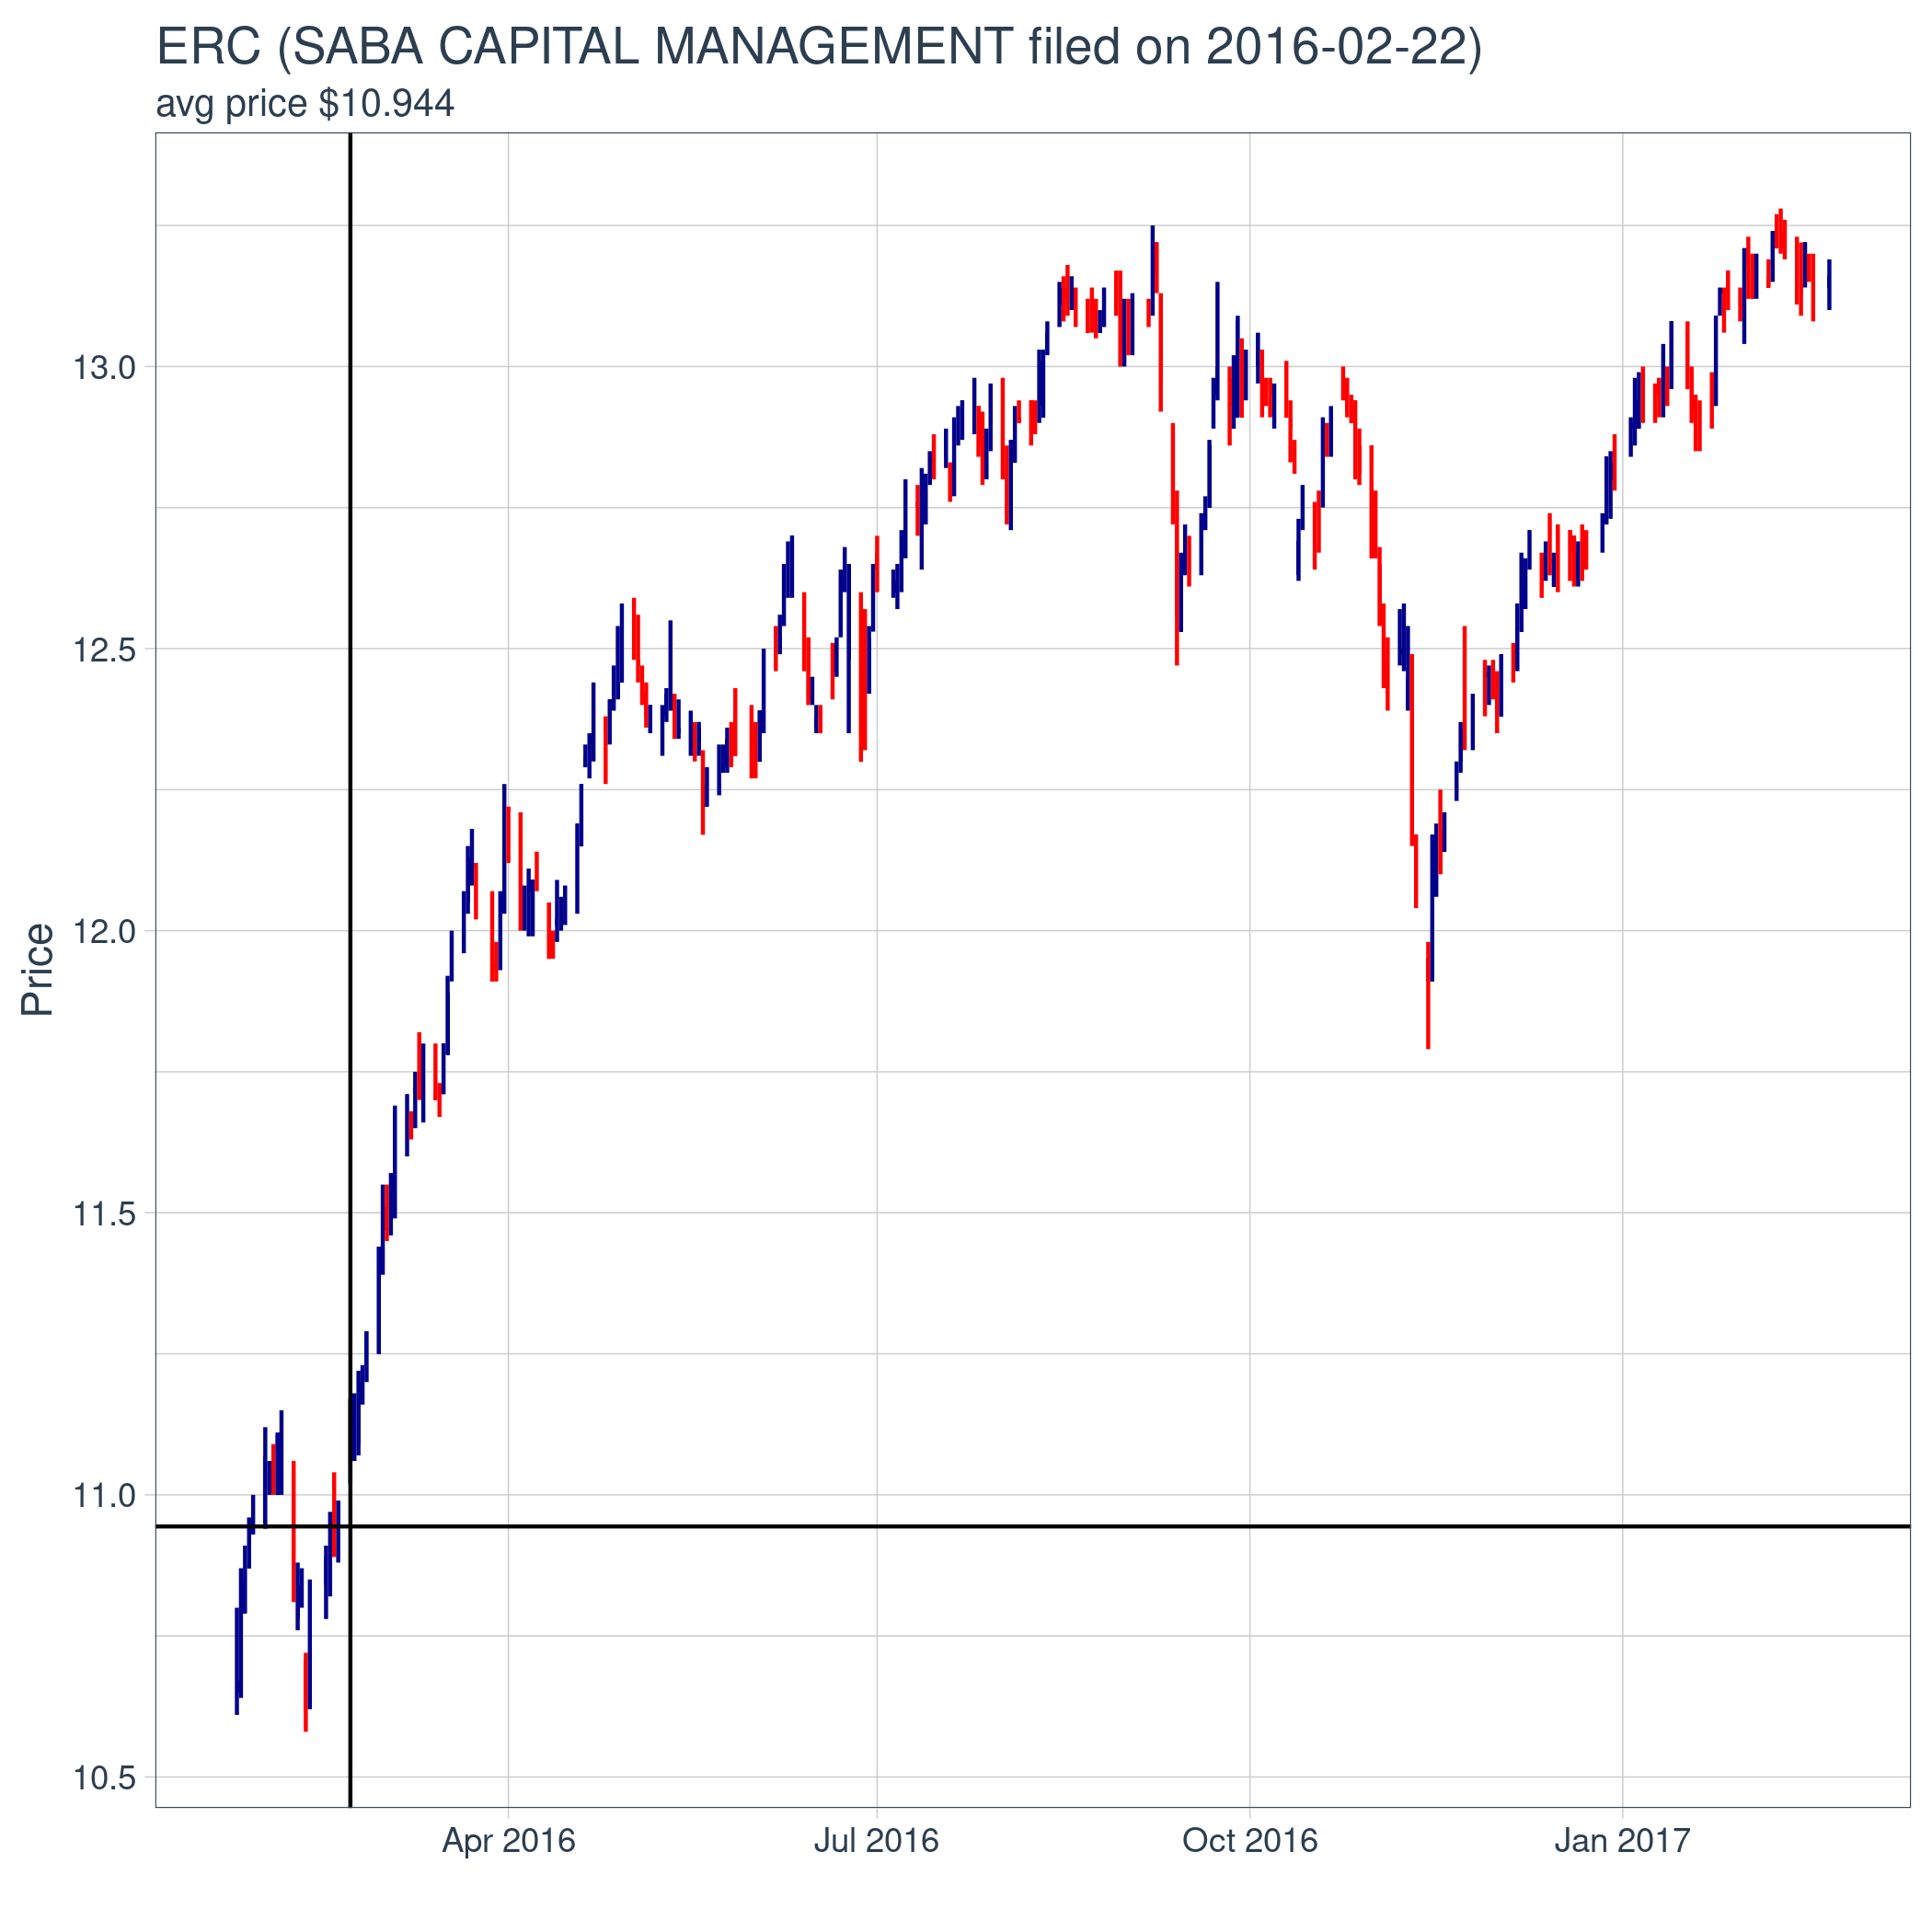 ERC (SABA CAPITAL MANAGEMENT filed on 2016-02-22)
avg price $10.944
Price
13.0
12.5
12.0
11.5
11.0
10.5
Apr 2016
Jul 2016
Oct 2016
Jan 2017